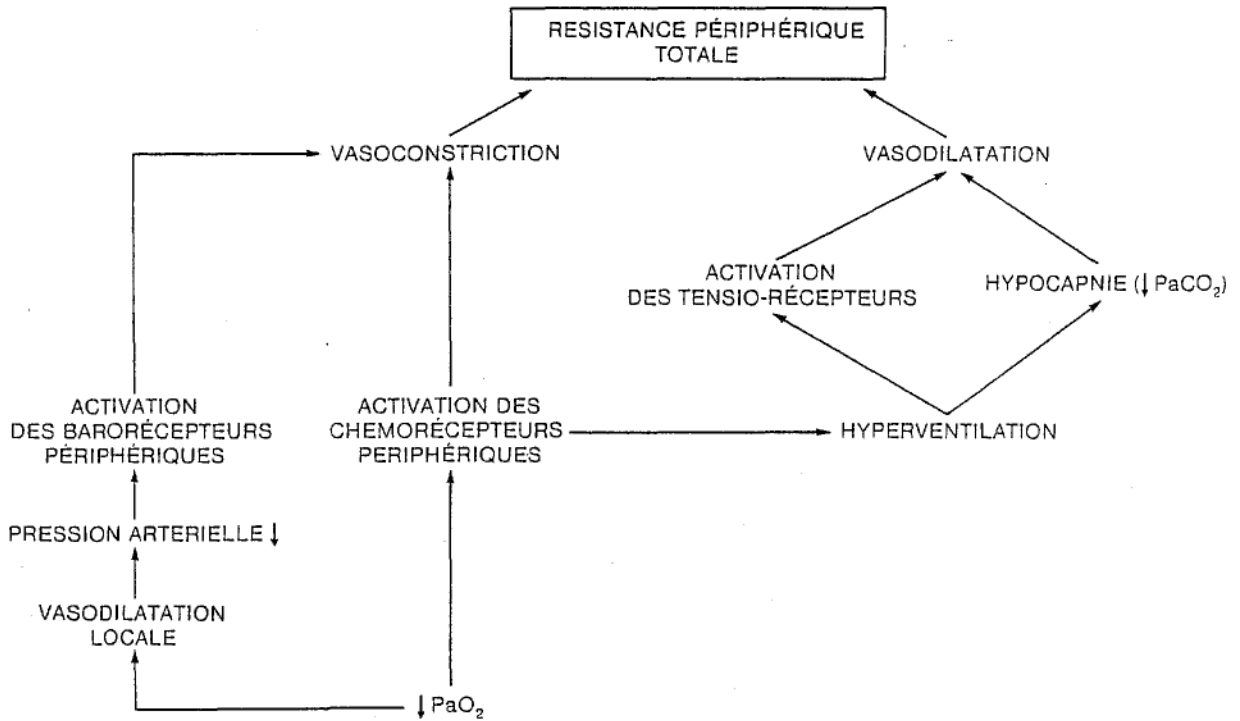 RESISTANCE PÉRIPHÉRIQUE
TOTALE
VASOCONSTRICTION
VASODILATATION
ACTIVATION
DES TENSIO-RÉCEPTEURS
HYPOCAPNIE (↓ PaCO₂)
ACTIVATION
DES BARORÉCEPTEURS
PÉRIPHÉRIQUES
ACTIVATION DES
CHEMORÉCEPTEURS
PERIPHÉRIQUES
HYPERVENTILATION
PRESSION ARTERIELLE ↓
VASODILATATION
LOCALE
↓ PaO₂